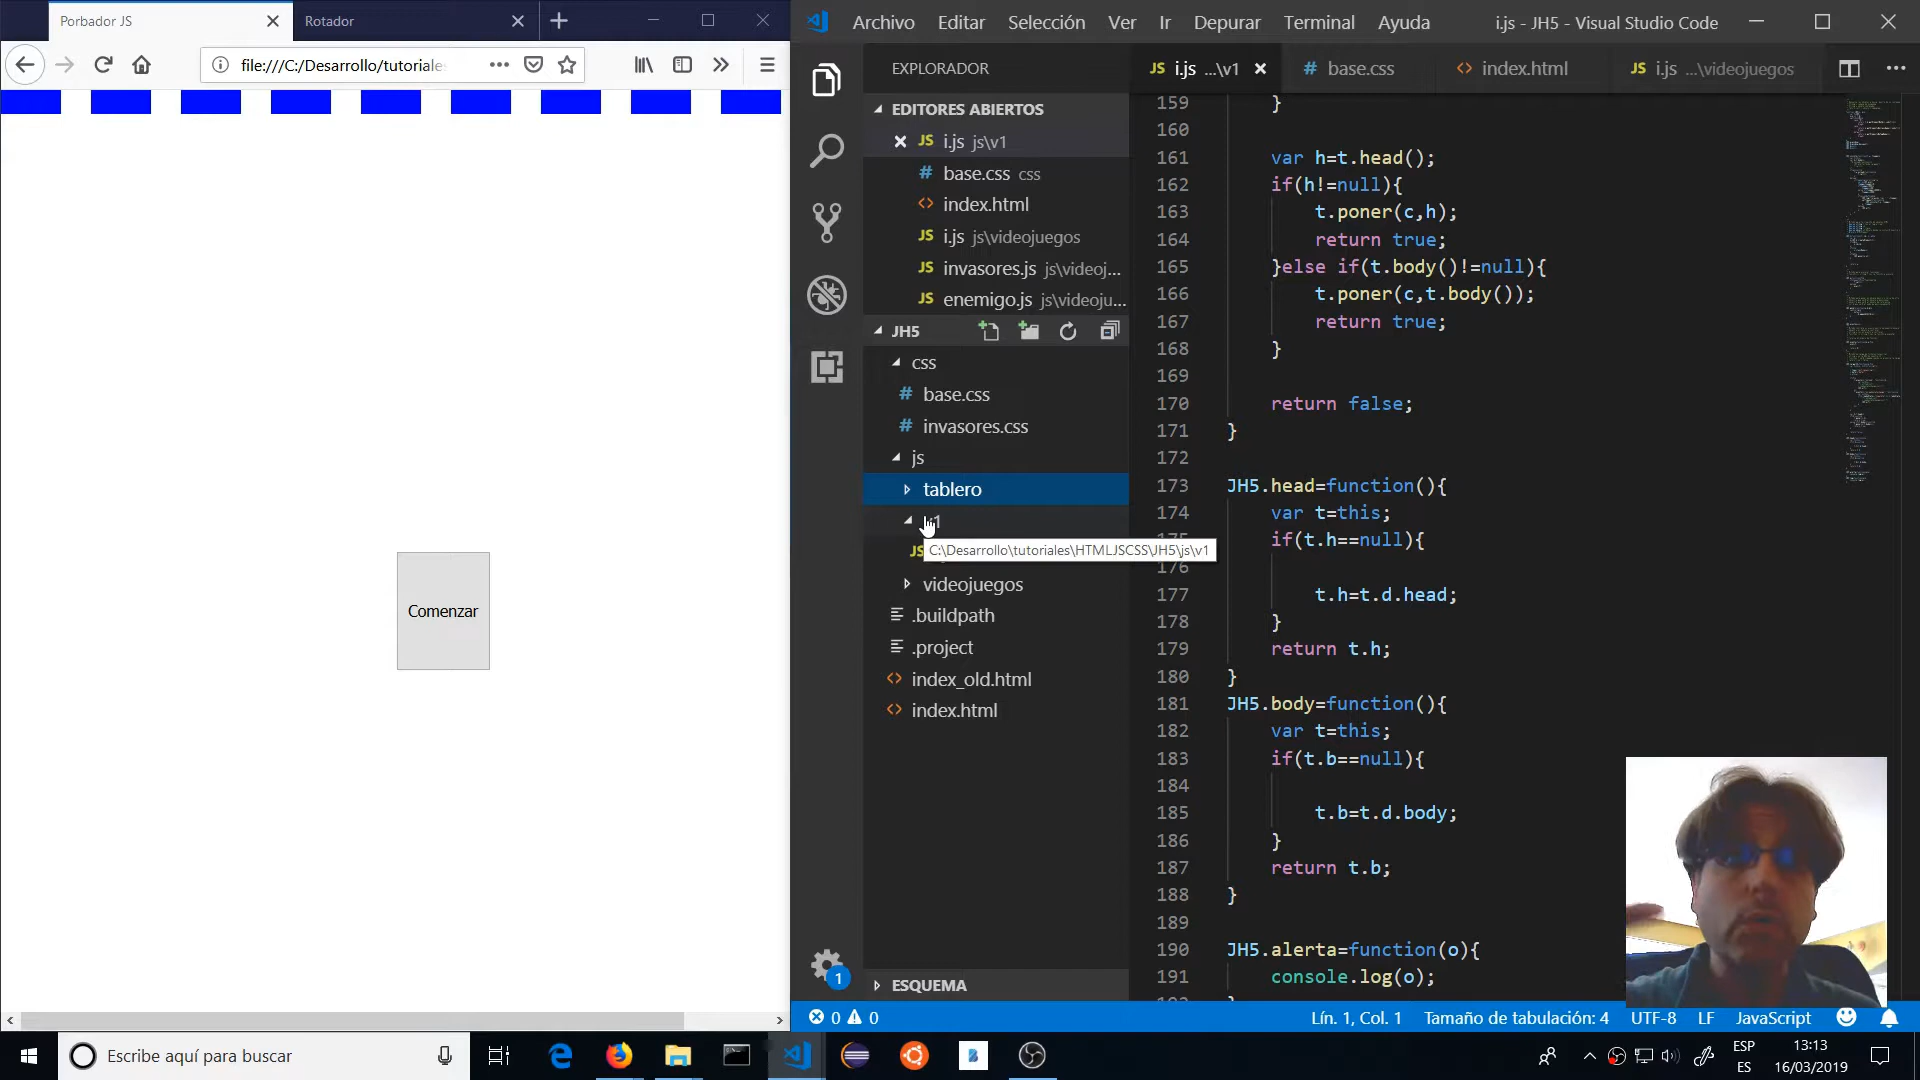 Porbador JS
Rotador
file:///C:/Desarrollo/tutoriale
Comenzar
Archivo Editar Selección Ver Ir Depurar Terminal Ayuda
i.js - JH5 - Visual Studio Code
EXPLORADOR
EDITORES ABIERTOS
JS i.js js\v1
# base.css css
<> index.html
JS i.js js\videojuegos
JS invasores.js js\videoj...
JS enemigo.js js\videoju...
JH5
css
# base.css
# invasores.css
js
tablero
JS
C:\Desarrollo\tutoriales\HTMLJSCSS\JH5\js\v1
videojuegos
.buildpath
.project
<> index_old.html
<> index.html
ESQUEMA
JS i.js ...\v1
# base.css
<> index.html
JS i.js ...\videojuegos
159 }
160
161 var h=t.head();
162 if(h!=null){
163 t.poner(c,h);
164 return true;
165 }else if(t.body()!=null){
166 t.poner(c,t.body());
167 return true;
168 }
169
170 return false;
171 }
172
173 JH5.head=function(){
174 var t=this;
175 if(t.h==null){
176
177 t.h=t.d.head;
178 }
179 return t.h;
180 }
181 JH5.body=function(){
182 var t=this;
183 if(t.b==null){
184
185 t.b=t.d.body;
186 }
187 return t.b;
188 }
189
190 JH5.alerta=function(o){
191 console.log(o);
1
0 0
Lín. 1, Col. 1 Tamaño de tabulación: 4 UTF-8 LF JavaScript
Escribe aquí para buscar
ESP
ES
13:13
16/03/2019